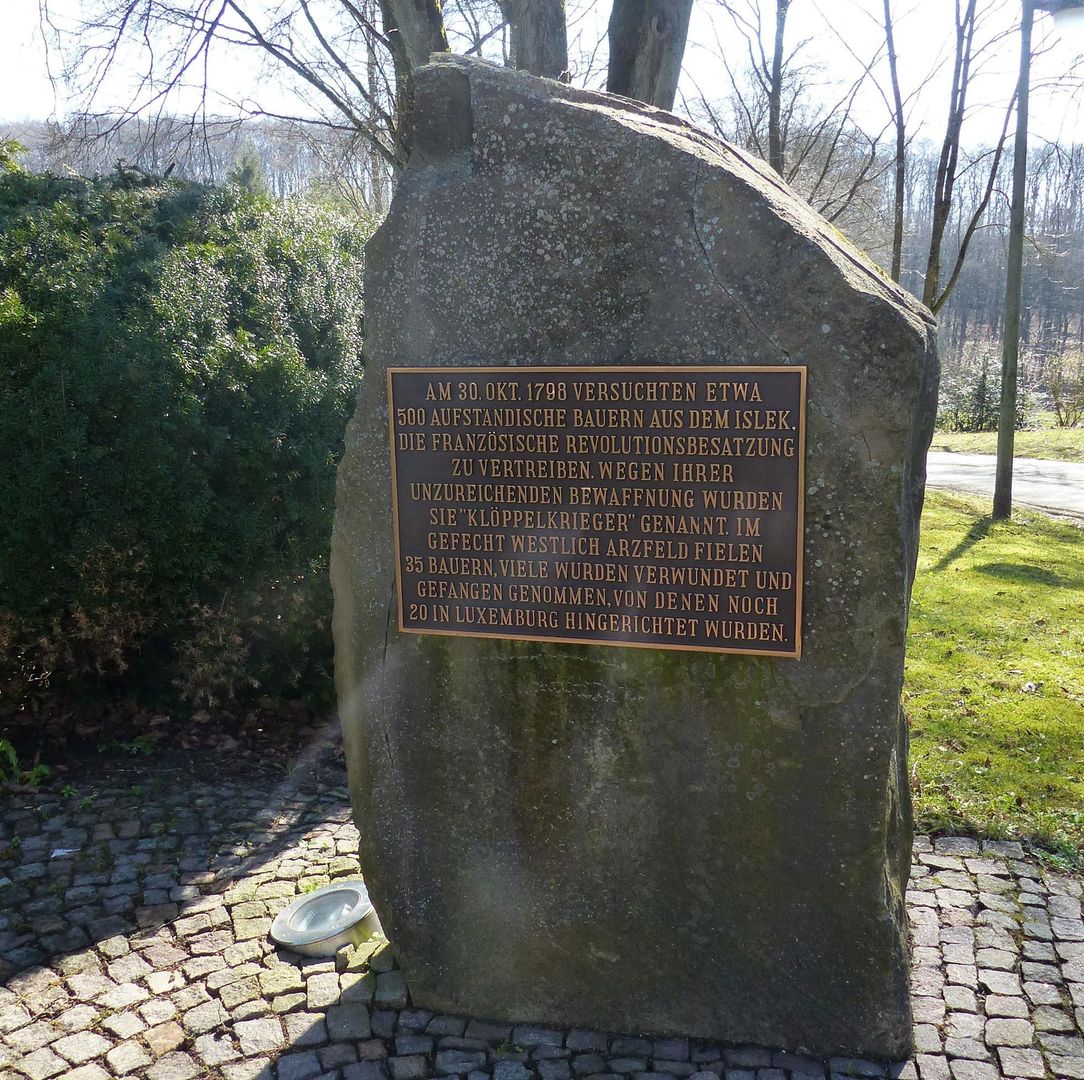 AM 30. OKT. 1798 VERSUCHTEN ETWA
500 AUFSTÄNDISCHE BAUERN AUS DEM ISLEK,
DIE FRANZÖSISCHE REVOLUTIONSBESATZUNG
ZU VERTREIBEN. WEGEN IHRER
UNZUREICHENDEN BEWAFFNUNG WURDEN
SIE "KLÖPPELKRIEGER" GENANNT. IM
GEFECHT WESTLICH ARZFELD FIELEN
35 BAUERN, VIELE WURDEN VERWUNDET UND
GEFANGEN GENOMMEN, VON DENEN NOCH
20 IN LUXEMBURG HINGERICHTET WURDEN.